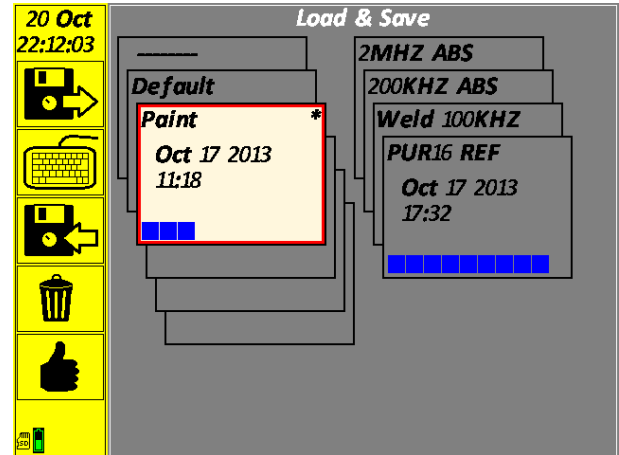 20 Oct
22:12:03
Load & Save
--------
Default
Paint *
Oct 17 2013
11:18
2MHZ ABS
200KHZ ABS
Weld 100KHZ
PUR16 REF
Oct 17 2013
17:32
SD